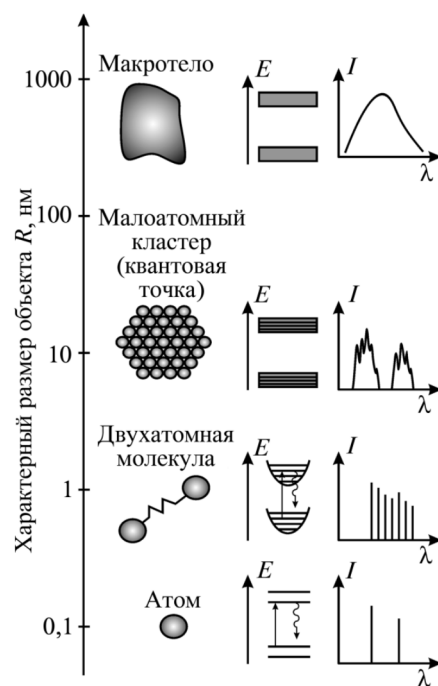 Характерный размер объекта R, нм
1000
100
10
1
0,1
Макротело
E
I
λ
Малоатомный
кластер
(квантовая
точка)
E
I
λ
Двухатомная
молекула
E
I
λ
Атом
E
I
λ